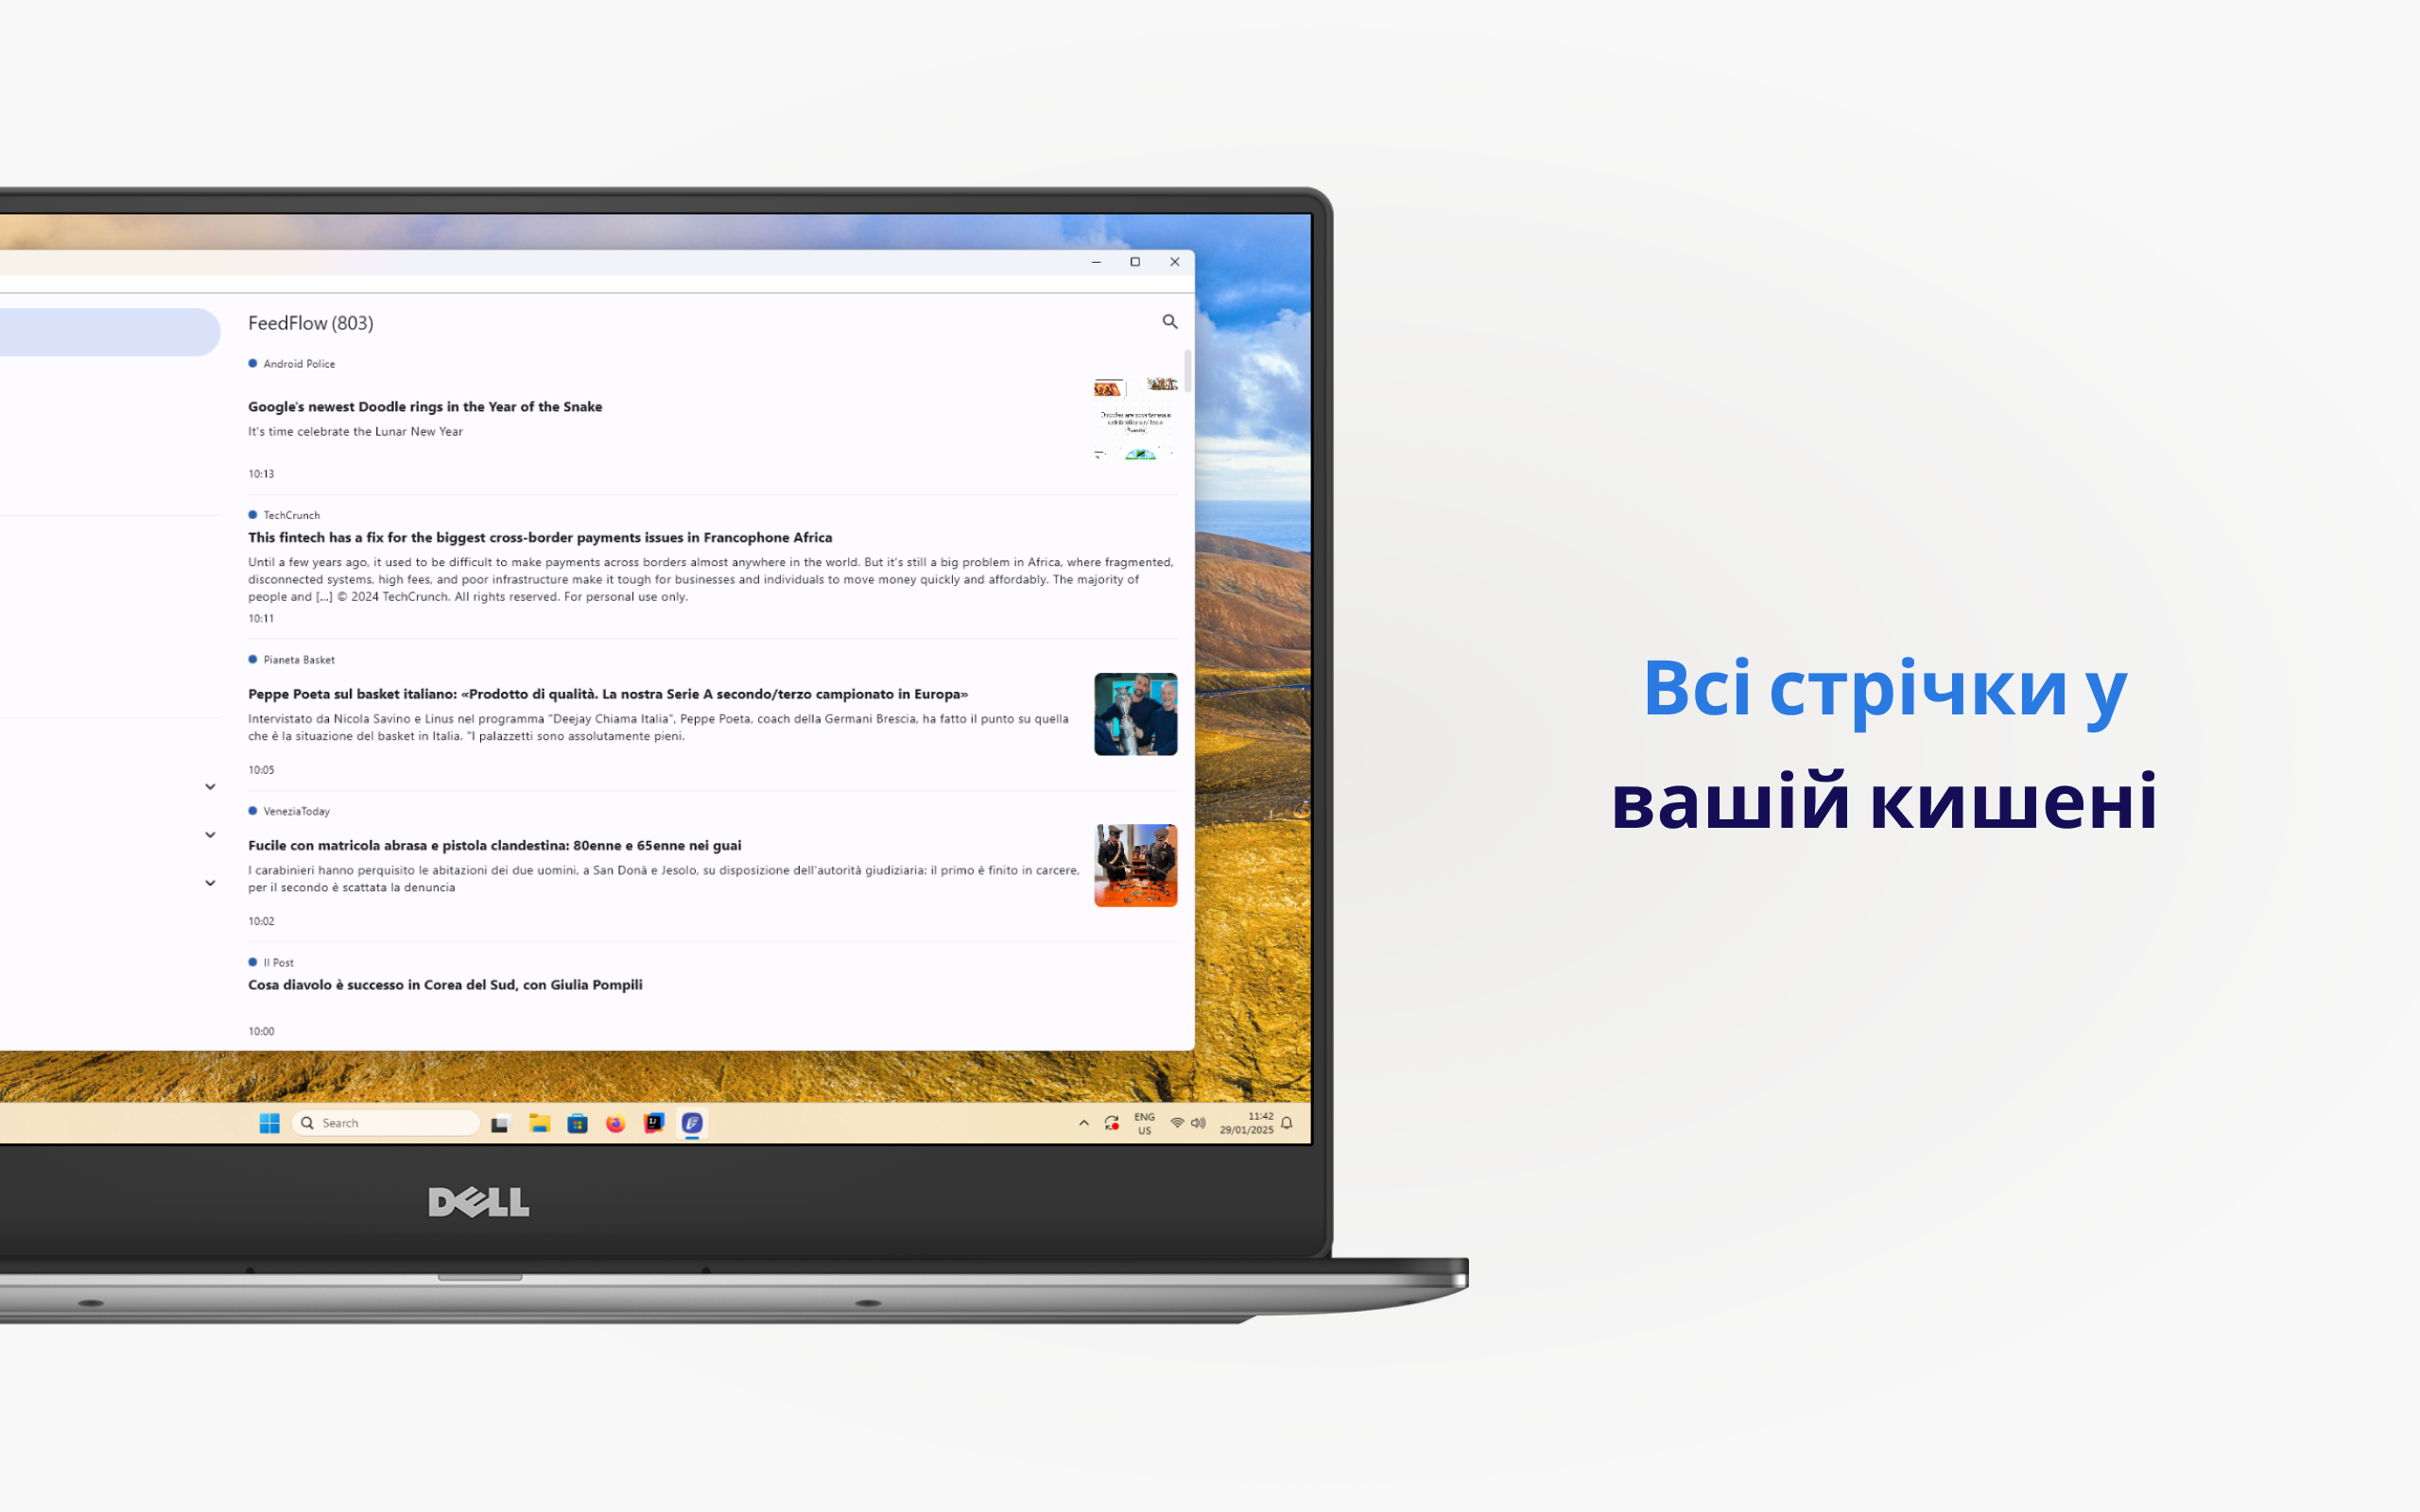 FeedFlow (803)
Android Police
Google's newest Doodle rings in the Year of the Snake
It's time celebrate the Lunar New Year
10:13
TechCrunch
This fintech has a fix for the biggest cross-border payments issues in Francophone Africa
Until a few years ago, it used to be difficult to make payments across borders almost anywhere in the world. But it's still a big problem in Africa, where fragmented,
disconnected systems, high fees, and poor infrastructure make it tough for businesses and individuals to move money quickly and affordably. The majority of
people and [...] © 2024 TechCrunch. All rights reserved. For personal use only.
10:11
Pianeta Basket
Peppe Poeta sul basket italiano: «Prodotto di qualità. La nostra Serie A secondo/terzo campionato in Europa»
Intervistato da Nicola Savino e Linus nel programma "Deejay Chiama Italia", Peppe Poeta, coach della Germani Brescia, ha fatto il punto su quella
che è la situazione del basket in Italia. "I palazzetti sono assolutamente pieni.
10:05
VeneziaToday
Fucile con matricola abrasa e pistola clandestina: 80enne e 65enne nei guai
I carabinieri hanno perquisito le abitazioni dei due uomini, a San Donà e Jesolo, su disposizione dell'autorità giudiziaria: il primo è finito in carcere,
per il secondo è scattata la denuncia
10:02
Il Post
Cosa diavolo è successo in Corea del Sud, con Giulia Pompili
10:00
Search
ENG
US
11:42
29/01/2025
DELL
Всі стрічки у
вашій кишені